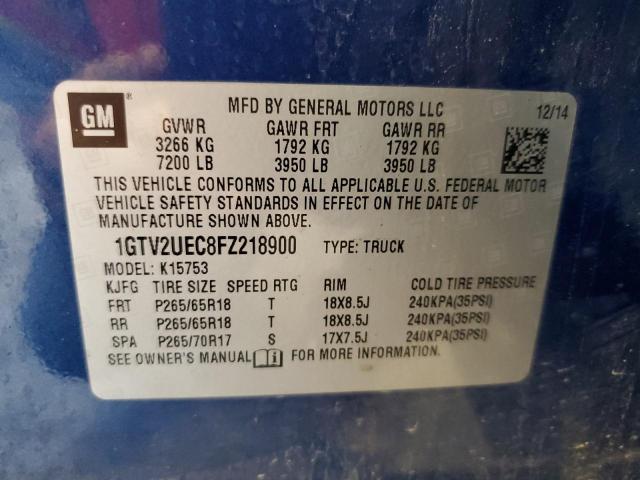 GM ®
MFD BY GENERAL MOTORS LLC 12/14
GVWR GAWR FRT GAWR RR
3266 KG 1792 KG 1792 KG
7200 LB 3950 LB 3950 LB
THIS VEHICLE CONFORMS TO ALL APPLICABLE U.S. FEDERAL MOTOR
VEHICLE SAFETY STANDARDS IN EFFECT ON THE DATE OF
MANUFACTURE SHOWN ABOVE.
1GTV2UEC8FZ218900 TYPE: TRUCK
MODEL: K15753
KJFG TIRE SIZE SPEED RTG RIM COLD TIRE PRESSURE
FRT P265/65R18 T 18X8.5J 240KPA(35PSI)
RR P265/65R18 T 18X8.5J 240KPA(35PSI)
SPA P265/70R17 S 17X7.5J 240KPA(35PSI)
SEE OWNER'S MANUAL i FOR MORE INFORMATION.